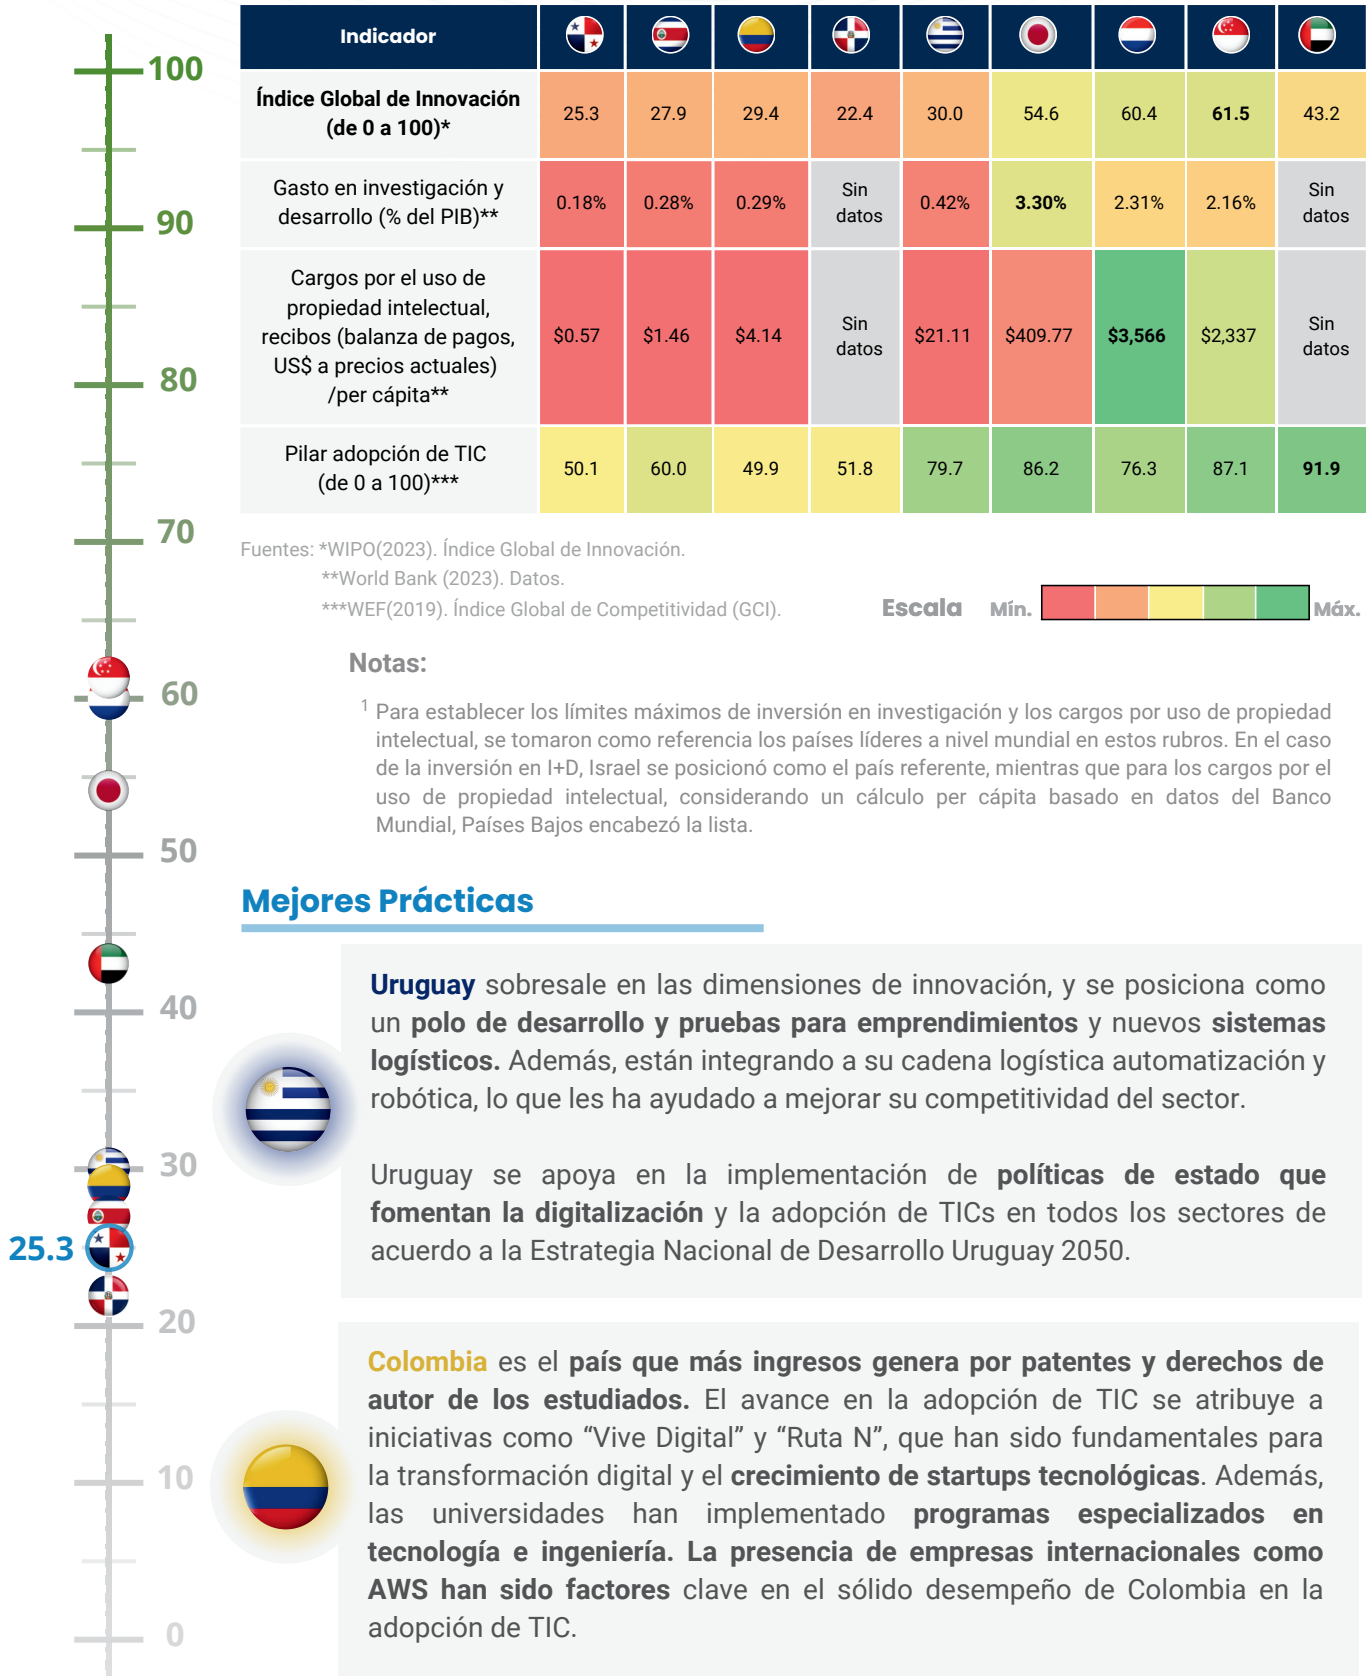 Indicador
Índice Global de Innovación
(de 0 a 100)*
25.3 27.9 29.4 22.4 30.0 54.6 60.4 61.5 43.2
Gasto en investigación y
desarrollo (% del PIB)**
0.18% 0.28% 0.29% Sin datos 0.42% 3.30% 2.31% 2.16% Sin datos
Cargos por el uso de
propiedad intelectual,
recibos (balanza de pagos,
US$ a precios actuales)
/per cápita**
$0.57 $1.46 $4.14 Sin datos $21.11 $409.77 $3,566 $2,337 Sin datos
Pilar adopción de TIC
(de 0 a 100)***
50.1 60.0 49.9 51.8 79.7 86.2 76.3 87.1 91.9
Fuentes: *WIPO(2023). Índice Global de Innovación.
**World Bank (2023). Datos.
***WEF(2019). Índice Global de Competitividad (GCI).
Escala Mín. Máx.
Notas:
1 Para establecer los límites máximos de inversión en investigación y los cargos por uso de propiedad
intelectual, se tomaron como referencia los países líderes a nivel mundial en estos rubros. En el caso
de la inversión en I+D, Israel se posicionó como el país referente, mientras que para los cargos por el
uso de propiedad intelectual, considerando un cálculo per cápita basado en datos del Banco
Mundial, Países Bajos encabezó la lista.
Mejores Prácticas
Uruguay sobresale en las dimensiones de innovación, y se posiciona como
un polo de desarrollo y pruebas para emprendimientos y nuevos sistemas
logísticos. Además, están integrando a su cadena logística automatización y
robótica, lo que les ha ayudado a mejorar su competitividad del sector.
Uruguay se apoya en la implementación de políticas de estado que
fomentan la digitalización y la adopción de TICs en todos los sectores de
acuerdo a la Estrategia Nacional de Desarrollo Uruguay 2050.
Colombia es el país que más ingresos genera por patentes y derechos de
autor de los estudiados. El avance en la adopción de TIC se atribuye a
iniciativas como “Vive Digital” y “Ruta N”, que han sido fundamentales para
la transformación digital y el crecimiento de startups tecnológicas. Además,
las universidades han implementado programas especializados en
tecnología e ingeniería. La presencia de empresas internacionales como
AWS han sido factores clave en el sólido desempeño de Colombia en la
adopción de TIC.
100
90
80
70
60
50
40
30
25.3
20
10
0